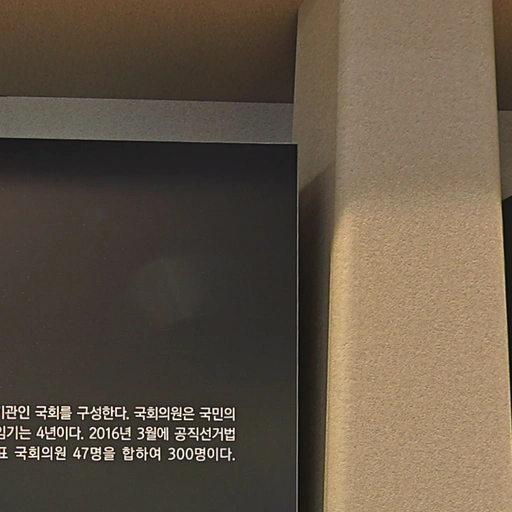 기관인 국회를 구성한다. 국회의원은 국민의
임기는 4년이다. 2016년 3월에 공직선거법
표 국회의원 47명을 합하여 300명이다.